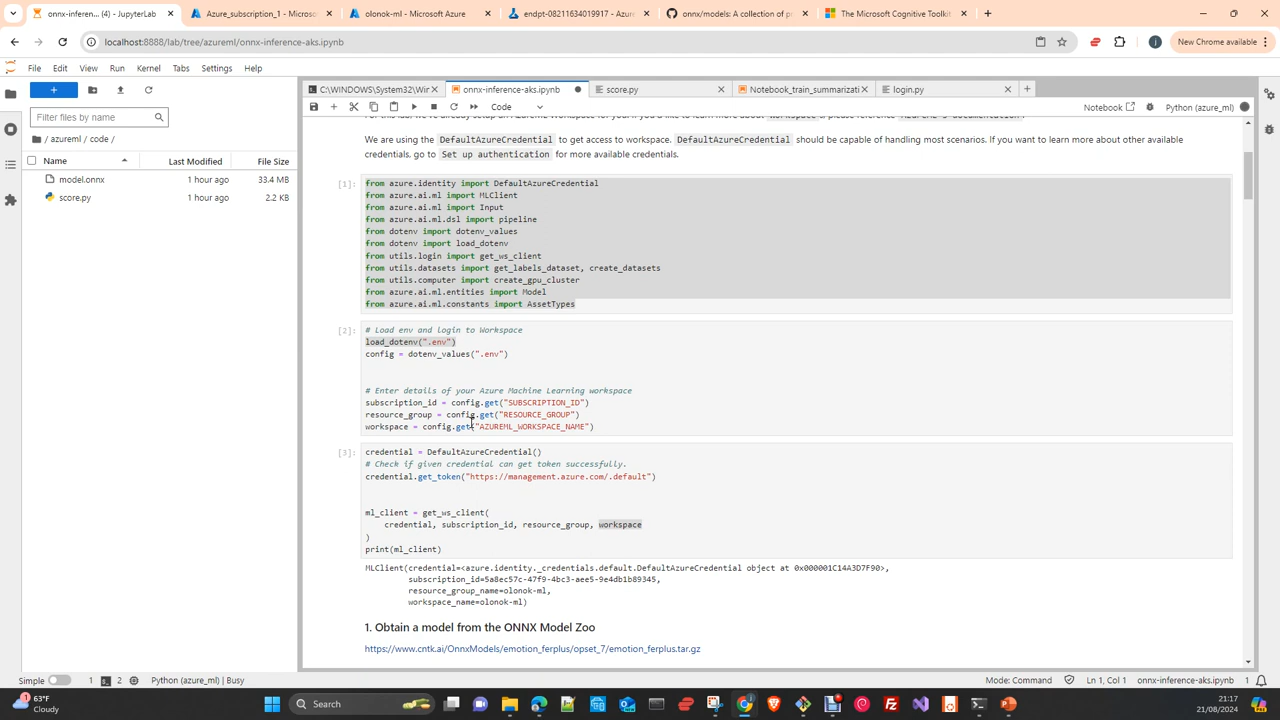 onnx-inferenc… (4) - JupyterLab
Azure_subscription_1 - Microsof
olonok-ml - Microsoft Azure
endpt-08211634019917 - Azur
onnx/models: A collection of p
The Microsoft Cognitive Toolkit
localhost:8888/lab/tree/azureml/onnx-inference-aks.ipynb
New Chrome available
File Edit View Run Kernel Tabs Settings Help
C:\WINDOWS\System32\Wir
onnx-inference-aks.ipynb
score.py
Notebook_train_summarizati
login.py
Code
Notebook
Python (azure_ml)
Filter files by name
/ azureml / code /
Name Last Modified File Size
model.onnx 1 hour ago 33.4 MB
score.py 1 hour ago 2.2 KB
We are using the DefaultAzureCredential to get access to workspace. DefaultAzureCredential should be capable of handling most scenarios. If you want to learn more about other available
credentials, go to Set up authentication for more available credentials.
[1]:
from azure.identity import DefaultAzureCredential
from azure.ai.ml import MLClient
from azure.ai.ml import Input
from azure.ai.ml.dsl import pipeline
from dotenv import dotenv_values
from dotenv import load_dotenv
from utils.login import get_ws_client
from utils.datasets import get_labels_dataset, create_datasets
from utils.computer import create_gpu_cluster
from azure.ai.ml.entities import Model
from azure.ai.ml.constants import AssetTypes
[2]:
# Load env and login to Workspace
load_dotenv(".env")
config = dotenv_values(".env")
# Enter details of your Azure Machine Learning workspace
subscription_id = config.get("SUBSCRIPTION_ID")
resource_group = config.get("RESOURCE_GROUP")
workspace = config.get("AZUREML_WORKSPACE_NAME")
[3]:
credential = DefaultAzureCredential()
# Check if given credential can get token successfully.
credential.get_token("https://management.azure.com/.default")
ml_client = get_ws_client(
credential, subscription_id, resource_group, workspace
)
print(ml_client)
MLClient(credential=<azure.identity._credentials.default.DefaultAzureCredential object at 0x000001C14A3D7F90>,
subscription_id=5a8ec57c-47f9-4bc3-aee5-9e4db1b89345,
resource_group_name=olonok-ml,
workspace_name=olonok-ml)
1. Obtain a model from the ONNX Model Zoo
https://www.cntk.ai/OnnxModels/emotion_ferplus/opset_7/emotion_ferplus.tar.gz
Simple 1 2 Python (azure_ml) | Busy
Mode: Command Ln 1, Col 1 onnx-inference-aks.ipynb 1
63°F
Cloudy
Search
21:17
21/08/2024